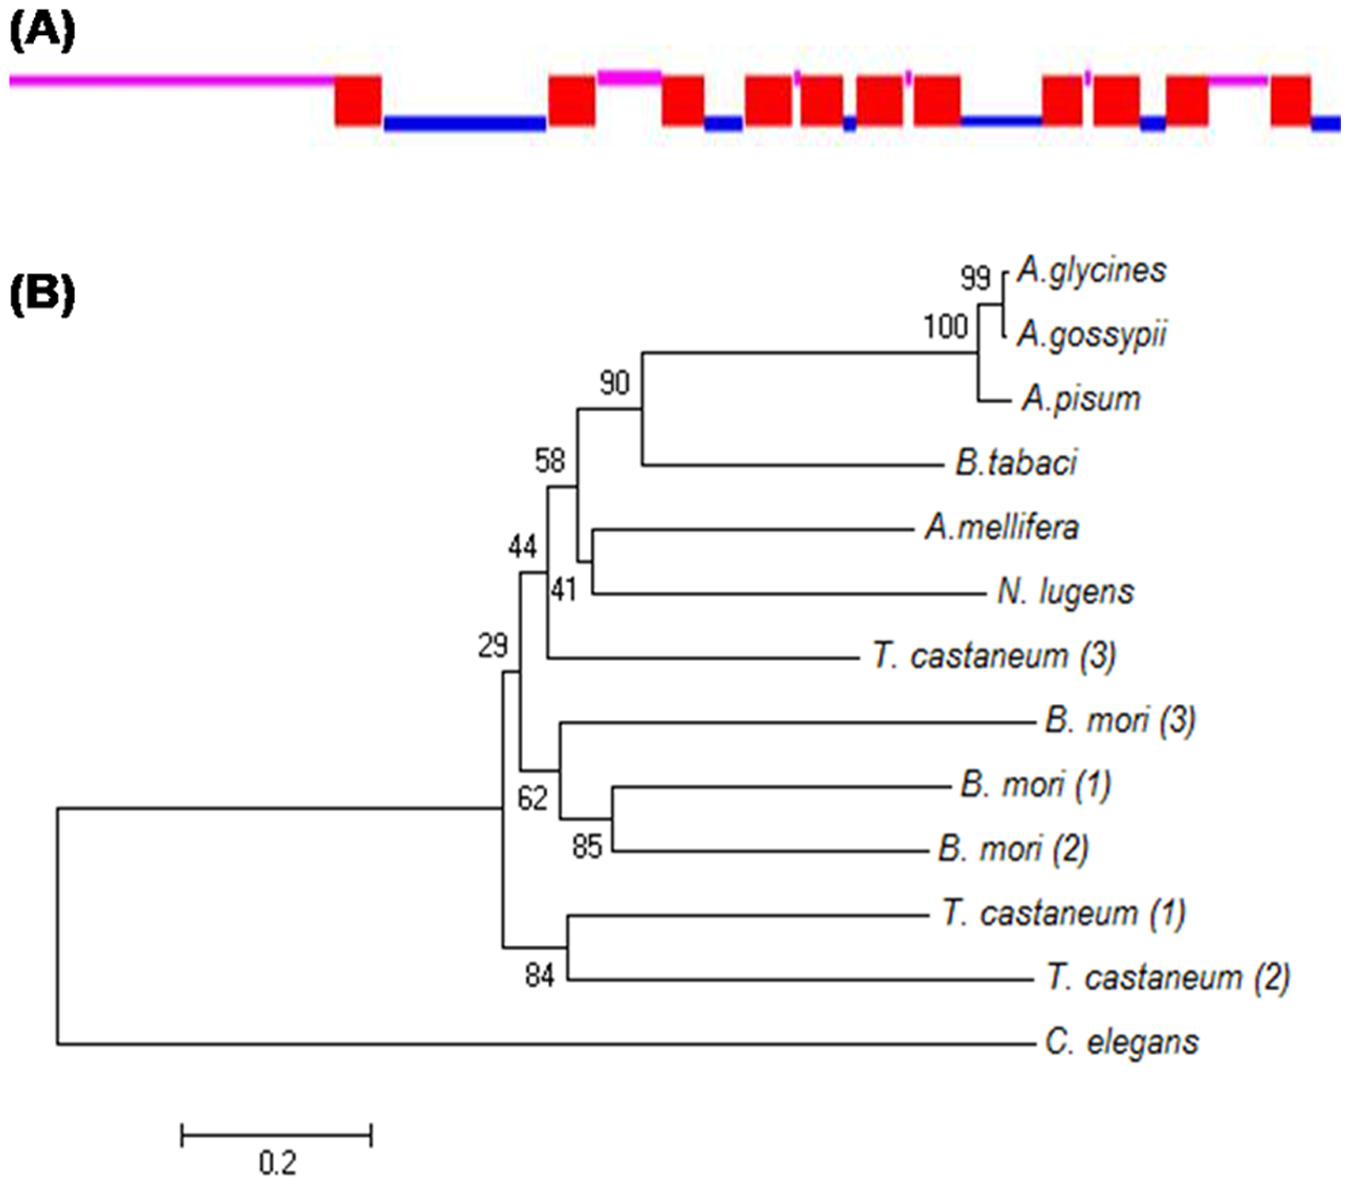 (A)
(B)
99
A.glycines
100
A.gossypii
90
A.pisum
58
B.tabaci
44
A.mellifera
41
N. lugens
29
T. castaneum (3)
B. mori (3)
62
B. mori (1)
85
B. mori (2)
T. castaneum (1)
84
T. castaneum (2)
C. elegans
0.2